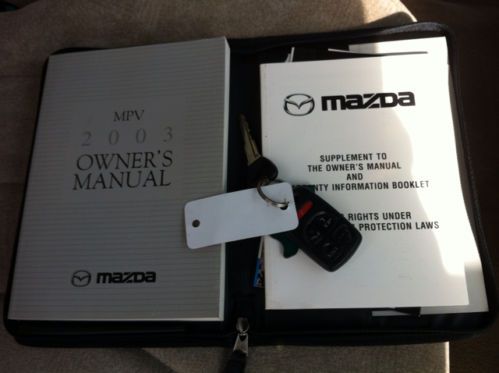 MPV
2003
OWNER'S
MANUAL
mazda
mazda
SUPPLEMENT TO
THE OWNER'S MANUAL
AND
INFORMATION BOOKLET
RIGHTS UNDER
PROTECTION LAWS